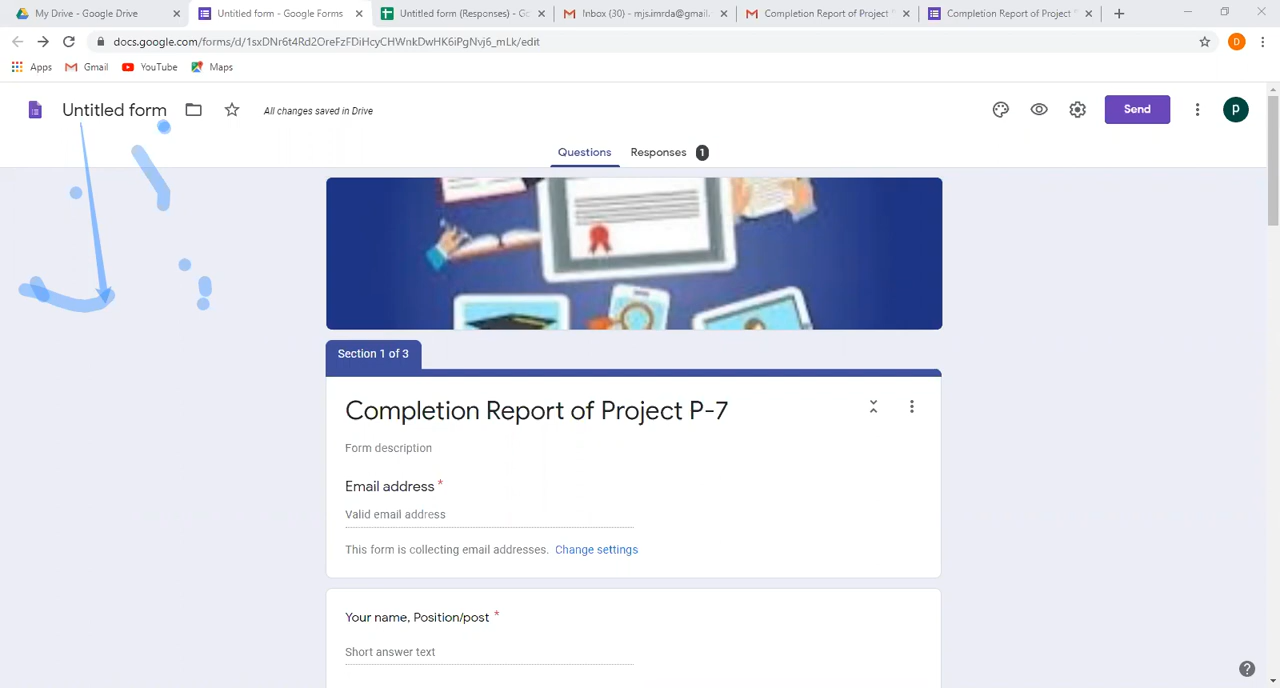 My Drive - Google Drive
Untitled form - Google Forms
Untitled form (Responses) - Go
Inbox (30) - mjs.imrda@gmail.
Completion Report of Project P
Completion Report of Project P
docs.google.com/forms/d/1sxDNr6t4Rd2OreFzFDiHcyCHWnkDwHK6iPgNvj6_mLk/edit
D
Apps
Gmail
YouTube
Maps
Untitled form
All changes saved in Drive
Send
p
Questions
Responses 1
Section 1 of 3
Completion Report of Project P-7
Form description
Email address *
Valid email address
This form is collecting email addresses. Change settings
Your name, Position/post *
Short answer text